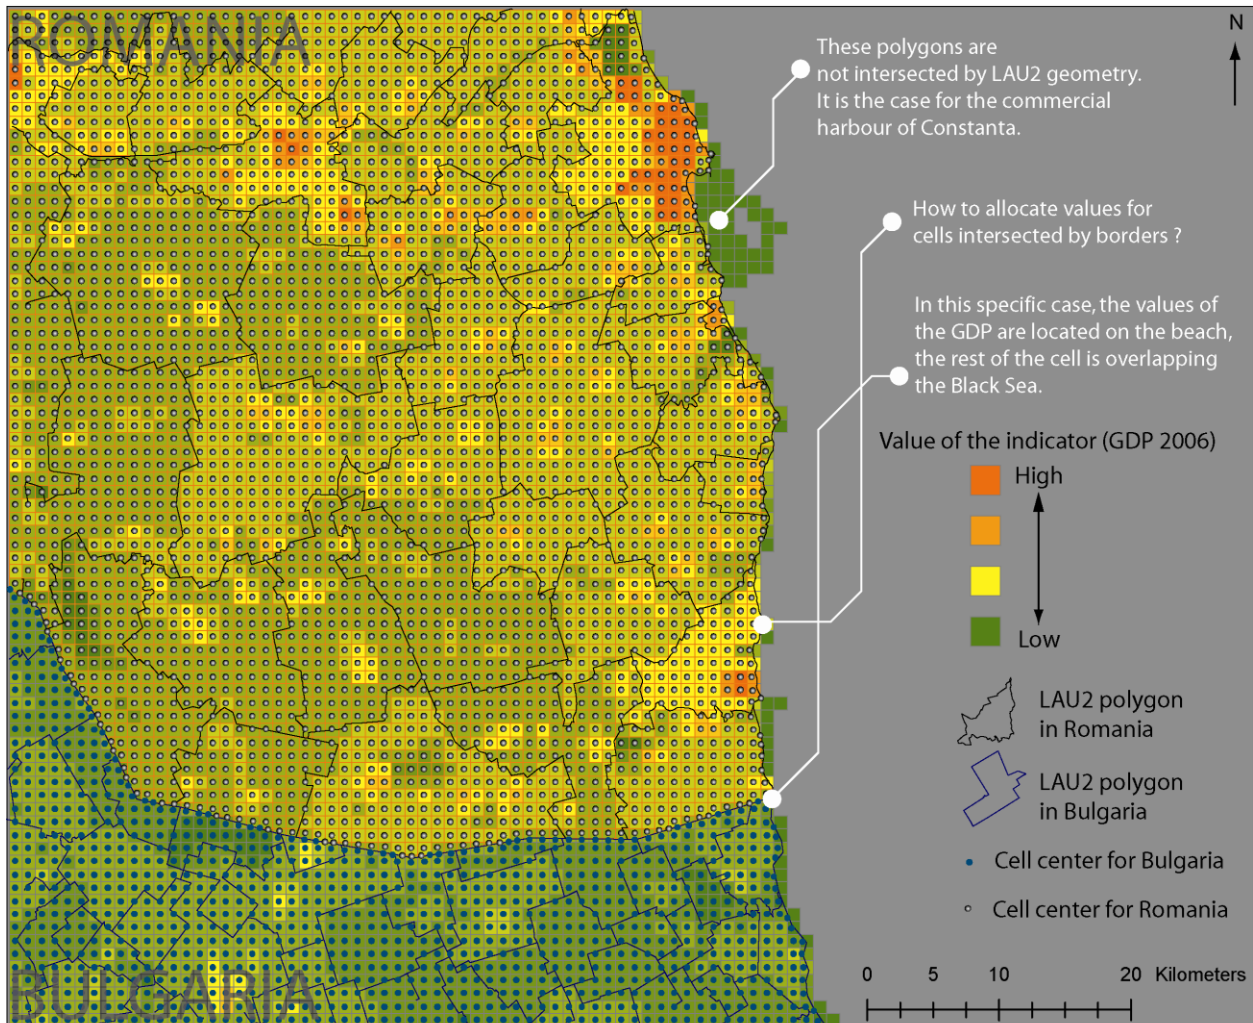 ROMANIA
N
These polygons are
not intersected by LAU2 geometry.
It is the case for the commercial
harbour of Constanta.
How to allocate values for
cells intersected by borders ?
In this specific case, the values of
the GDP are located on the beach,
the rest of the cell is overlapping
the Black Sea.
Value of the indicator (GDP 2006)
High
Low
LAU2 polygon
in Romania
LAU2 polygon
in Bulgaria
Cell center for Bulgaria
Cell center for Romania
BULGARIA
0 5 10 20 Kilometers